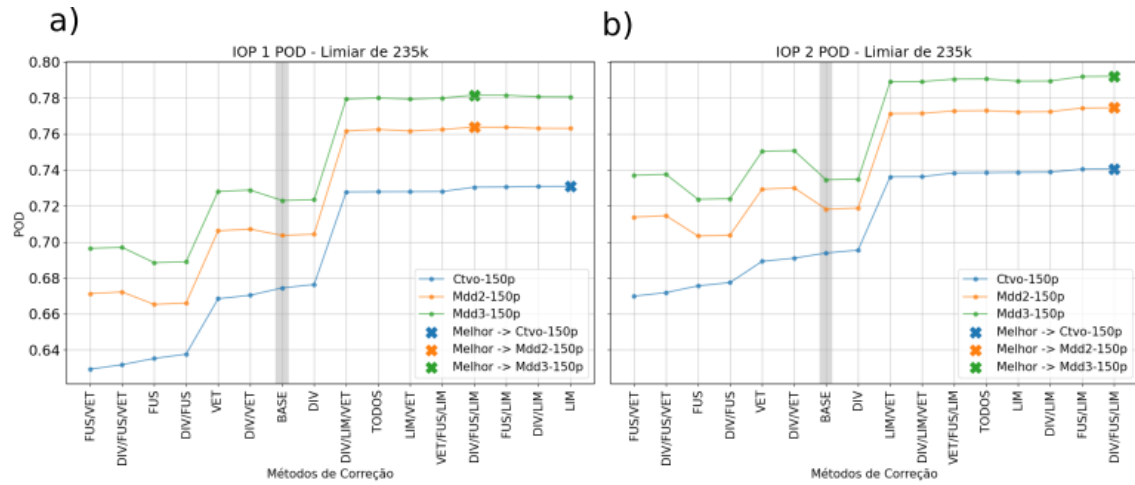 a)
IOP 1 POD - Limiar de 235k
POD
0.80
0.78
0.76
0.74
0.72
0.70
0.68
0.66
0.64
Ctvo-150p
Mdd2-150p
Mdd3-150p
Melhor -> Ctvo-150p
Melhor -> Mdd2-150p
Melhor -> Mdd3-150p
FUS/VET
DIV/FUS/VET
FUS
DIV/FUS
VET
DIV/VET
BASE
DIV
DIV/LIM/VET
TODOS
LIM/VET
VET/FUS/LIM
DIV/FUS/LIM
FUS/LIM
DIV/LIM
LIM
Métodos de Correção
b)
IOP 2 POD - Limiar de 235k
Ctvo-150p
Mdd2-150p
Mdd3-150p
Melhor -> Ctvo-150p
Melhor -> Mdd2-150p
Melhor -> Mdd3-150p
FUS/VET
DIV/FUS/VET
FUS
DIV/FUS
VET
DIV/VET
BASE
DIV
LIM/VET
DIV/LIM/VET
VET/FUS/LIM
TODOS
LIM
DIV/LIM
FUS/LIM
DIV/FUS/LIM
Métodos de Correção